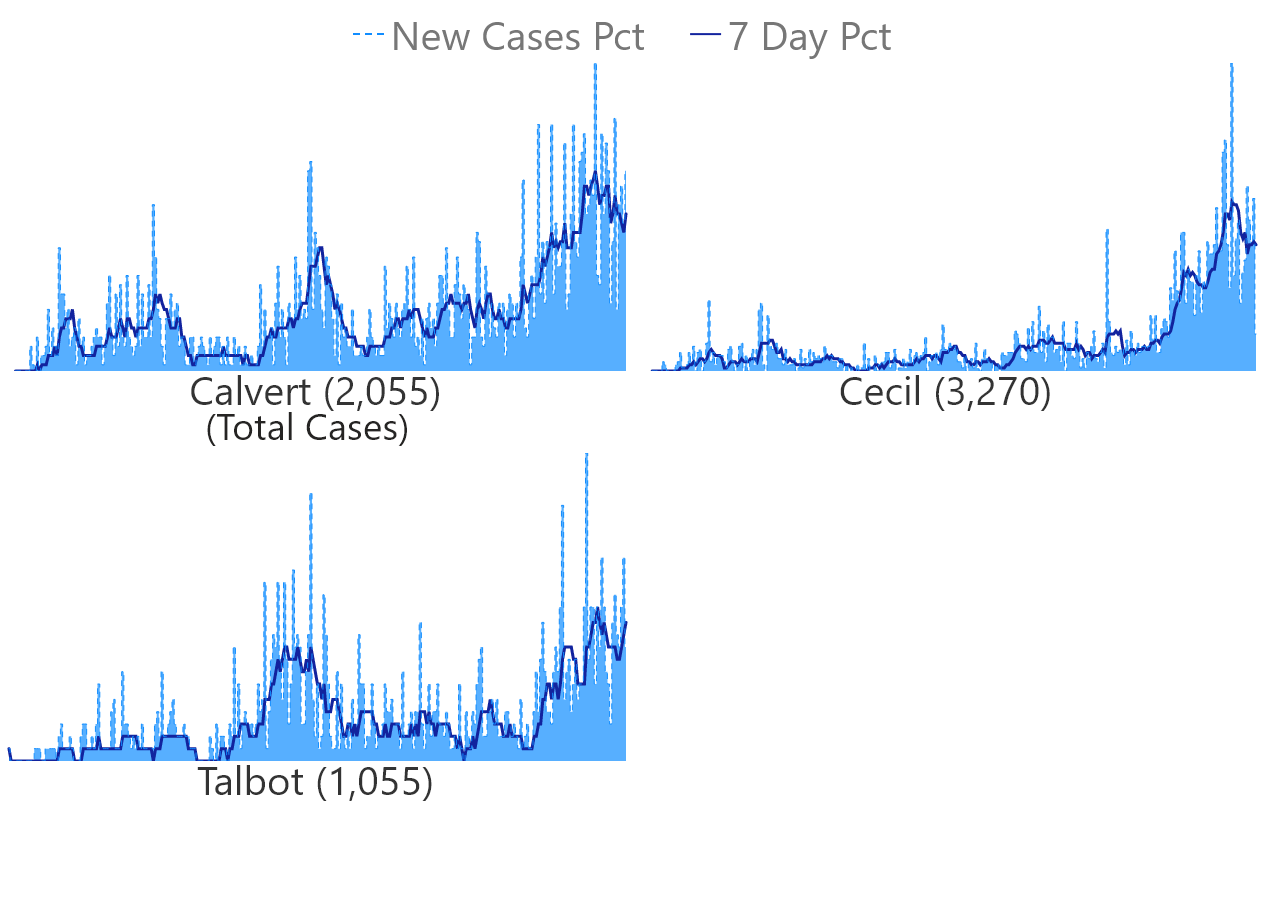 New Cases Pct 7 Day Pct
Calvert (2,055)
(Total Cases)
Cecil (3,270)
Talbot (1,055)